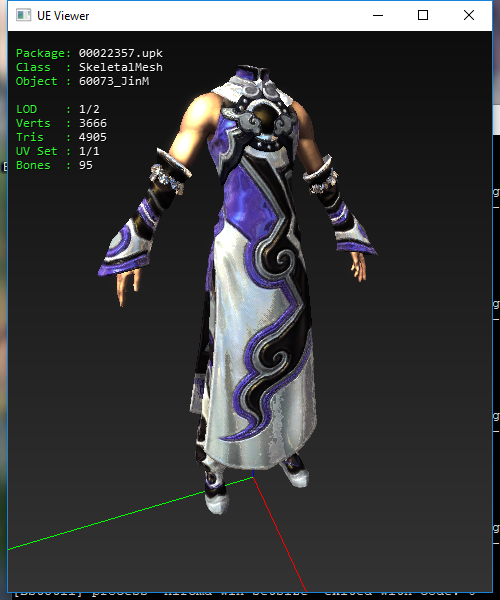 UE Viewer
Package: 00022357.upk
Class : SkeletalMesh
Object : 60073_JinM
LOD : 1/2
Verts : 3666
Tris : 4905
UV Set : 1/1
Bones : 95